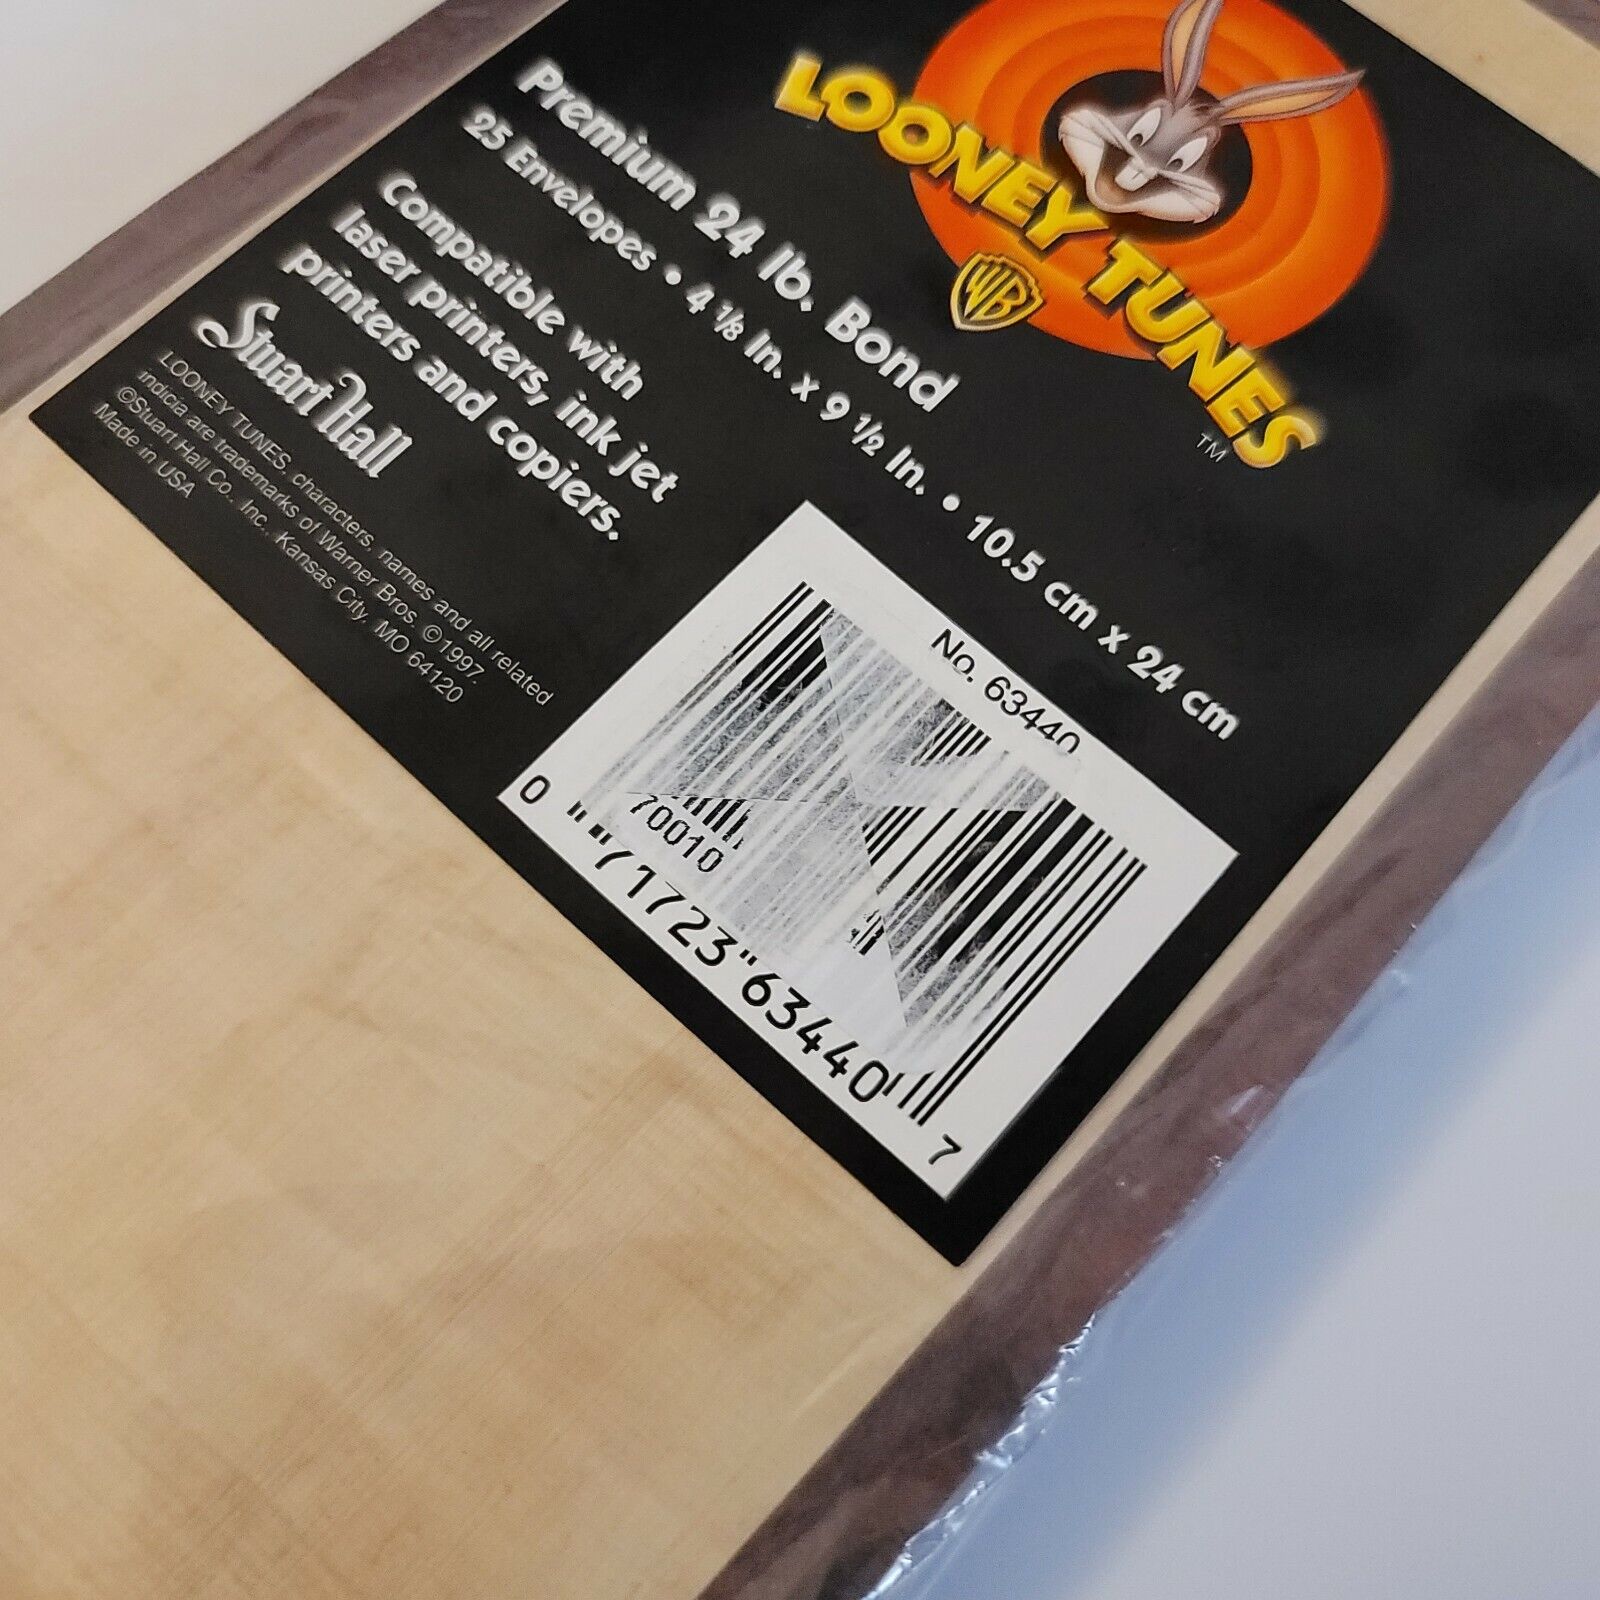 LOONEY TUNES
TM
WB
Premium 24 lb. Bond
25 Envelopes • 4 1/8 In. x 9 1/2 In. • 10.5 cm x 24 cm
Compatible with
laser printers, ink jet
printers and copiers.
Stuart Hall
LOONEY TUNES, characters, names and all related
indicia are trademarks of Warner Bros. ©1997.
©Stuart Hall Co., Inc., Kansas City, MO 64120
Made in USA
No. 63440
70010
0 71723 63440 7